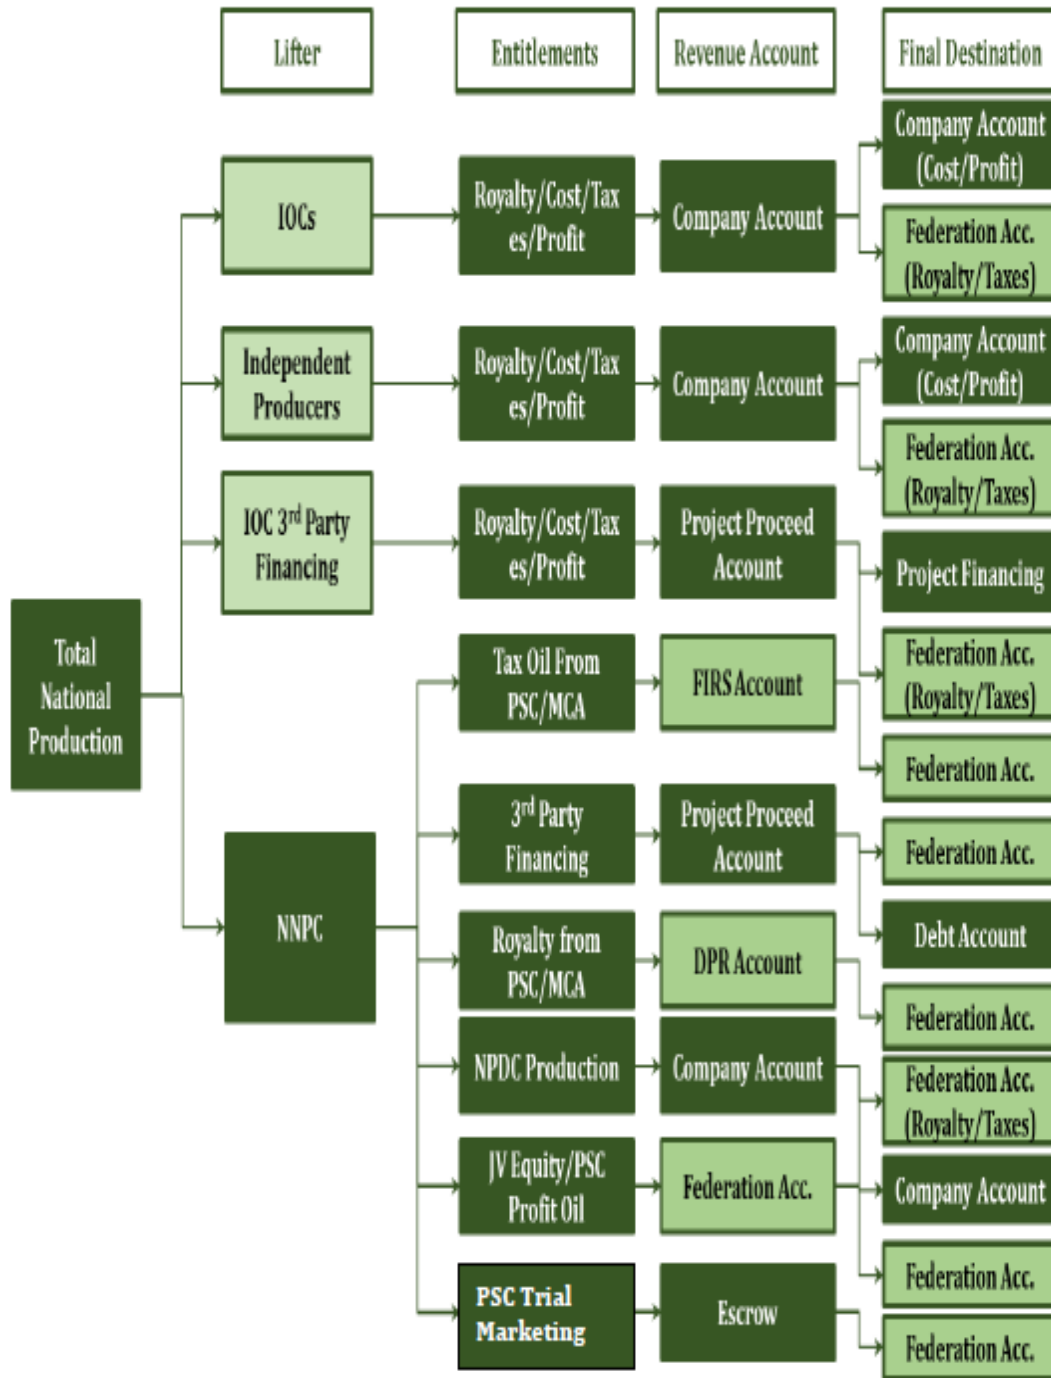 Lifter
Entitlements
Revenue Account
Final Destination
Total
National
Production
IOCs
Royalty/Cost/Tax
es/Profit
Company Account
Company Account
(Cost/Profit)
Federation Acc.
(Royalty/Taxes)
Independent
Producers
Royalty/Cost/Tax
es/Profit
Company Account
Company Account
(Cost/Profit)
Federation Acc.
(Royalty/Taxes)
IOC 3rd Party
Financing
Royalty/Cost/Tax
es/Profit
Project Proceed
Account
Project Financing
Federation Acc.
(Royalty/Taxes)
NNPC
Tax Oil From
PSC/MCA
FIRS Account
Federation Acc.
3rd Party
Financing
Project Proceed
Account
Federation Acc.
Debt Account
Royalty from
PSC/MCA
DPR Account
Federation Acc.
NPDC Production
Company Account
Federation Acc.
(Royalty/Taxes)
Company Account
JV Equity/PSC
Profit Oil
Federation Acc.
Federation Acc.
PSC Trial
Marketing
Escrow
Federation Acc.